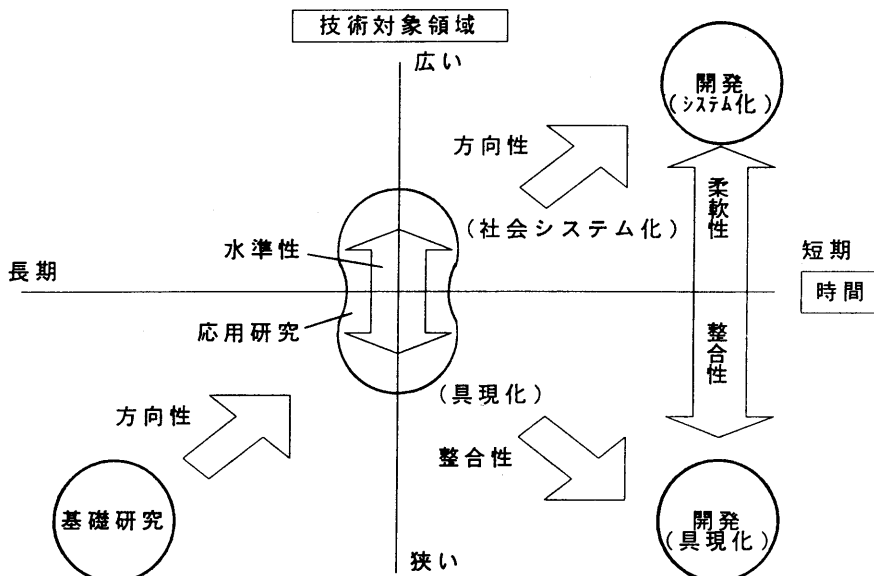 技術対象領域
広い
開発
(システム化)
方向性
柔軟性
(社会システム化)
水準性
長期
短期
時間
応用研究
整合性
(具現化)
方向性
整合性
基礎研究
開発
(具現化)
狭い